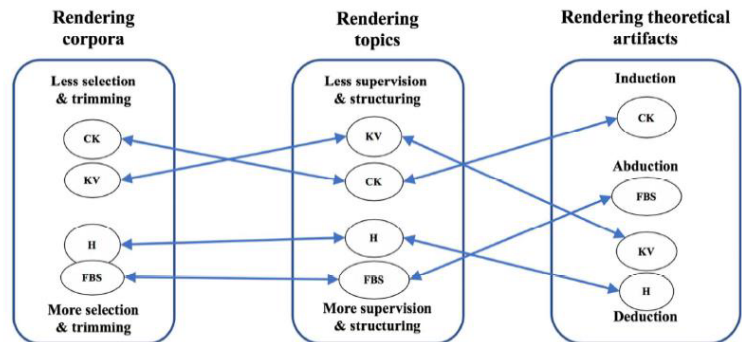 Rendering
corpora
Less selection
& trimming
CK
KV
H
FBS
More selection
& trimming
Rendering
topics
Less supervision
& structuring
KV
CK
H
FBS
More supervision
& structuring
Rendering theoretical
artifacts
Induction
CK
Abduction
FBS
KV
H
Deduction